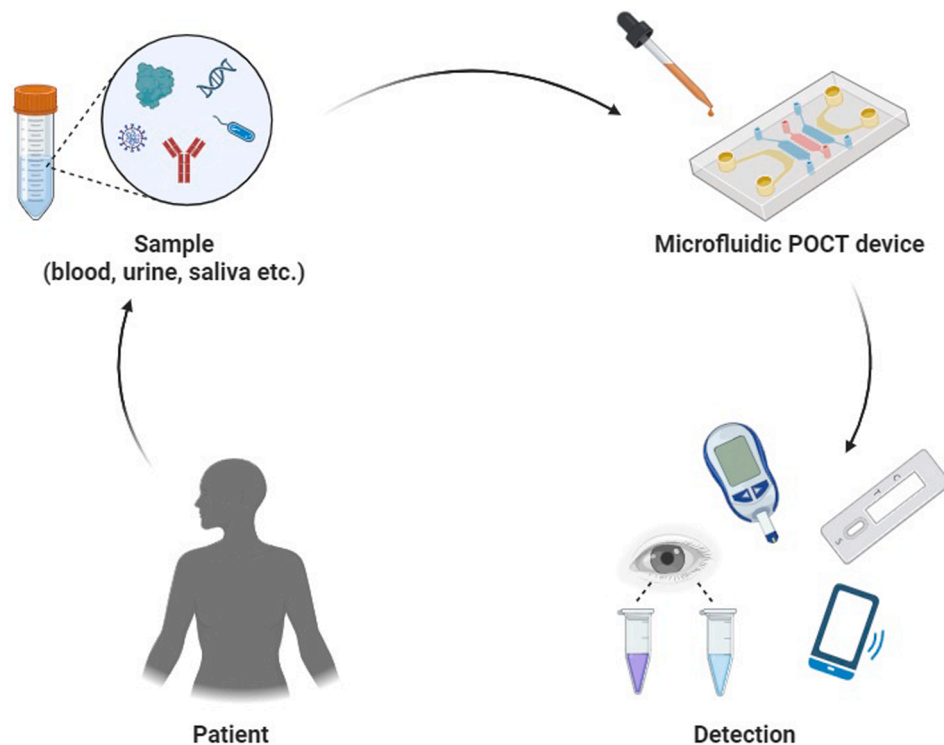 Sample
(blood, urine, saliva etc.)
Microfluidic POCT device
C
T
S
Patient
Detection